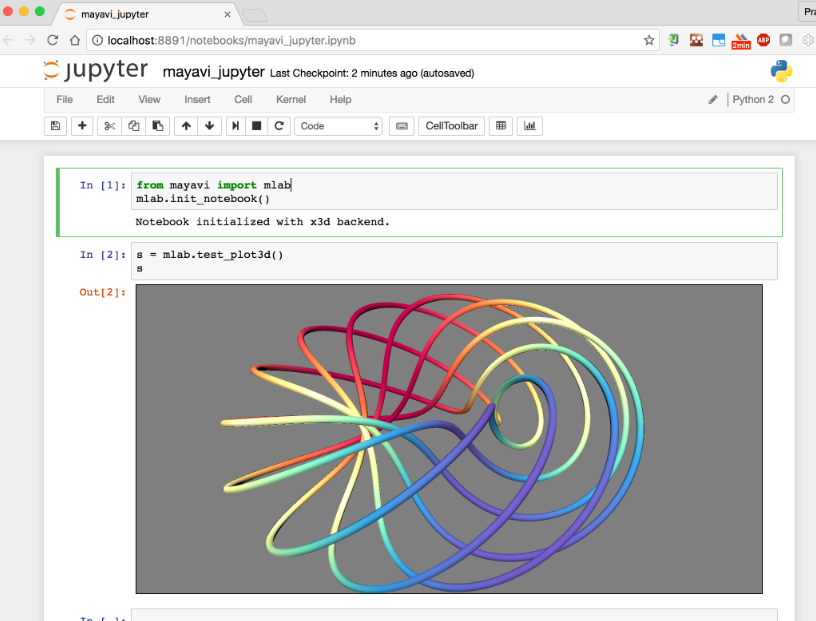 mayavi_jupyter
Pra
localhost:8891/notebooks/mayavi_jupyter.ipynb
2min
ABP
jupyter mayavi_jupyter Last Checkpoint: 2 minutes ago (autosaved)
File Edit View Insert Cell Kernel Help Python 2
Code CellToolbar
In [1]: from mayavi import mlab
mlab.init_notebook()
Notebook initialized with x3d backend.
In [2]: s = mlab.test_plot3d()
s
Out[2]:
In [ ]: